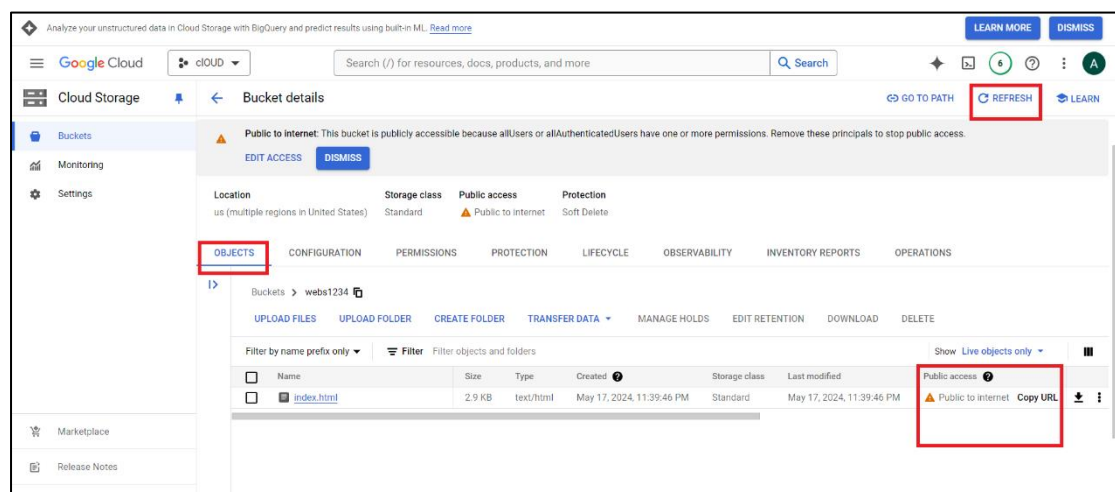 Analyze your unstructured data in Cloud Storage with BigQuery and predict results using built-in ML. Read more LEARN MORE DISMISS
Google Cloud clOUD Search (/) for resources, docs, products, and more Search 6 A
Cloud Storage Bucket details GO TO PATH REFRESH LEARN
Buckets
Monitoring
Settings
Public to internet: This bucket is publicly accessible because allUsers or allAuthenticatedUsers have one or more permissions. Remove these principals to stop public access.
EDIT ACCESS DISMISS
Location Storage class Public access Protection
us (multiple regions in United States) Standard Public to internet Soft Delete
OBJECTS CONFIGURATION PERMISSIONS PROTECTION LIFECYCLE OBSERVABILITY INVENTORY REPORTS OPERATIONS
Buckets > webs1234
UPLOAD FILES UPLOAD FOLDER CREATE FOLDER TRANSFER DATA MANAGE HOLDS EDIT RETENTION DOWNLOAD DELETE
Filter by name prefix only Filter Filter objects and folders Show Live objects only
Name Size Type Created Storage class Last modified Public access
index.html 2.9 KB text/html May 17, 2024, 11:39:46 PM Standard May 17, 2024, 11:39:46 PM Public to internet Copy URL
Marketplace
Release Notes